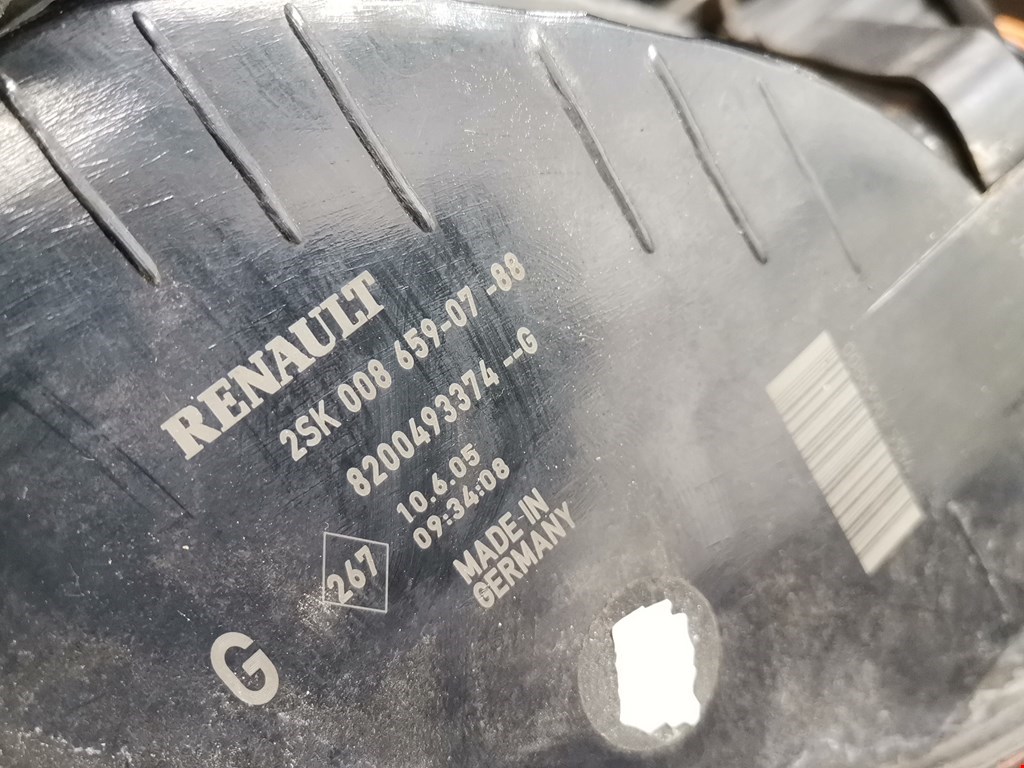 RENAULT
2SK 008 659-07 -88
8200493374 --G
10.6.05
09:34:08
MADE-IN
GERMANY
267
G